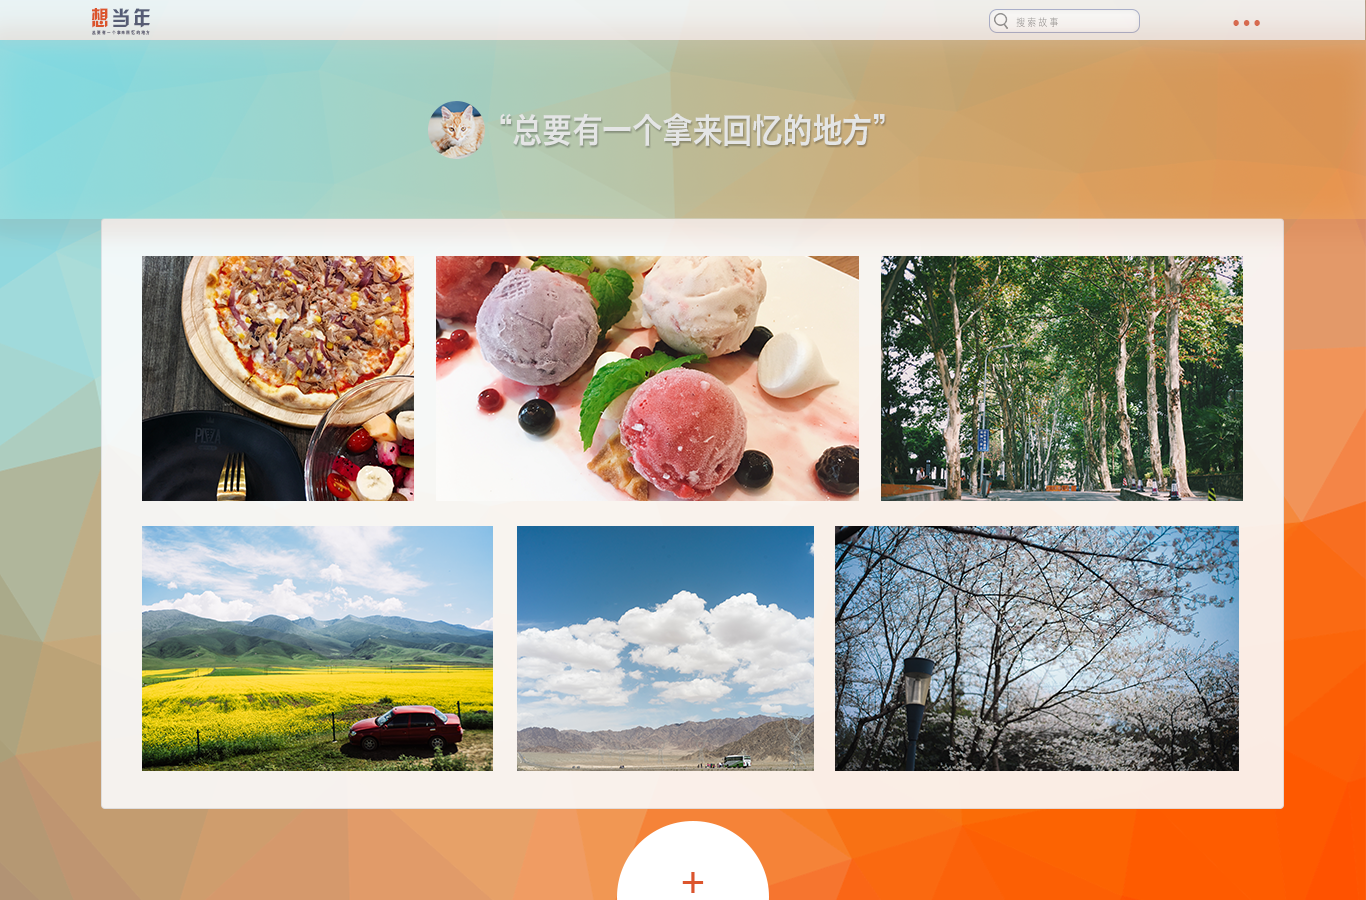 想当年
总要有一个拿来回忆的地方
搜索故事
“总要有一个拿来回忆的地方”